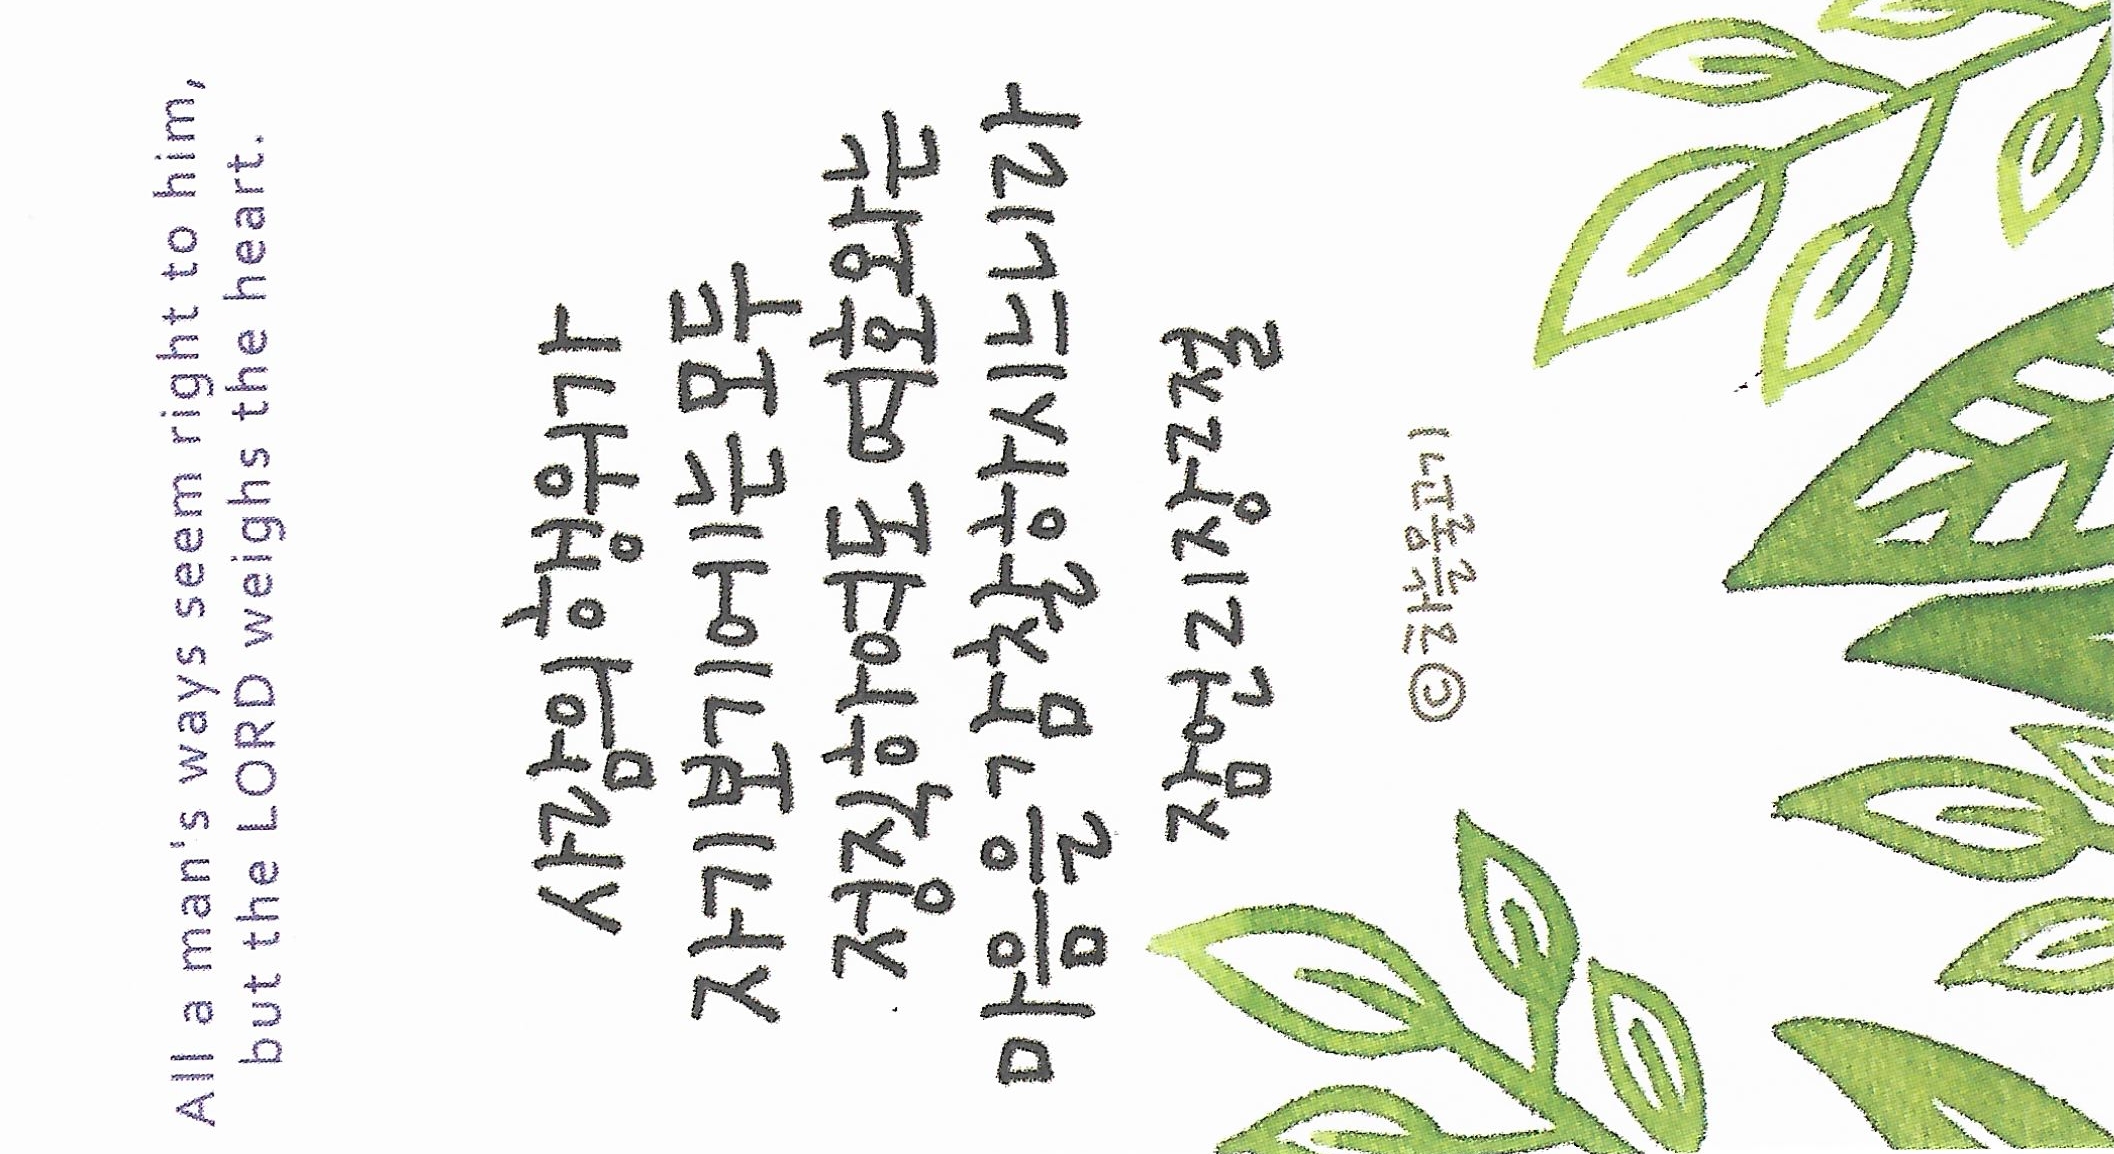 All a man's ways seem right to him,
but the LORD weighs the heart.
사람의 행위가
자기 보기에는 모두
정직하여도 여호와는
마음을 감찰하시느니라
잠언 21장 2절
©하늘물고기